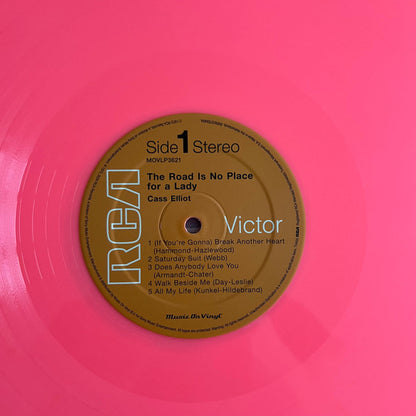 Side 1 Stereo
MOVLP3621
The Road Is No Place
for a Lady
Cass Elliot
RCA
Victor
1 (If You're Gonna) Break Another Heart
(Hammond-Hazlewood)
2 Saturday Suit (Webb)
3 Does Anybody Love You
(Armandt-Chater)
4 Walk Beside Me (Day-Leslie)
5 All My Life (Kunkel-Hildebrand)
Music On Vinyl